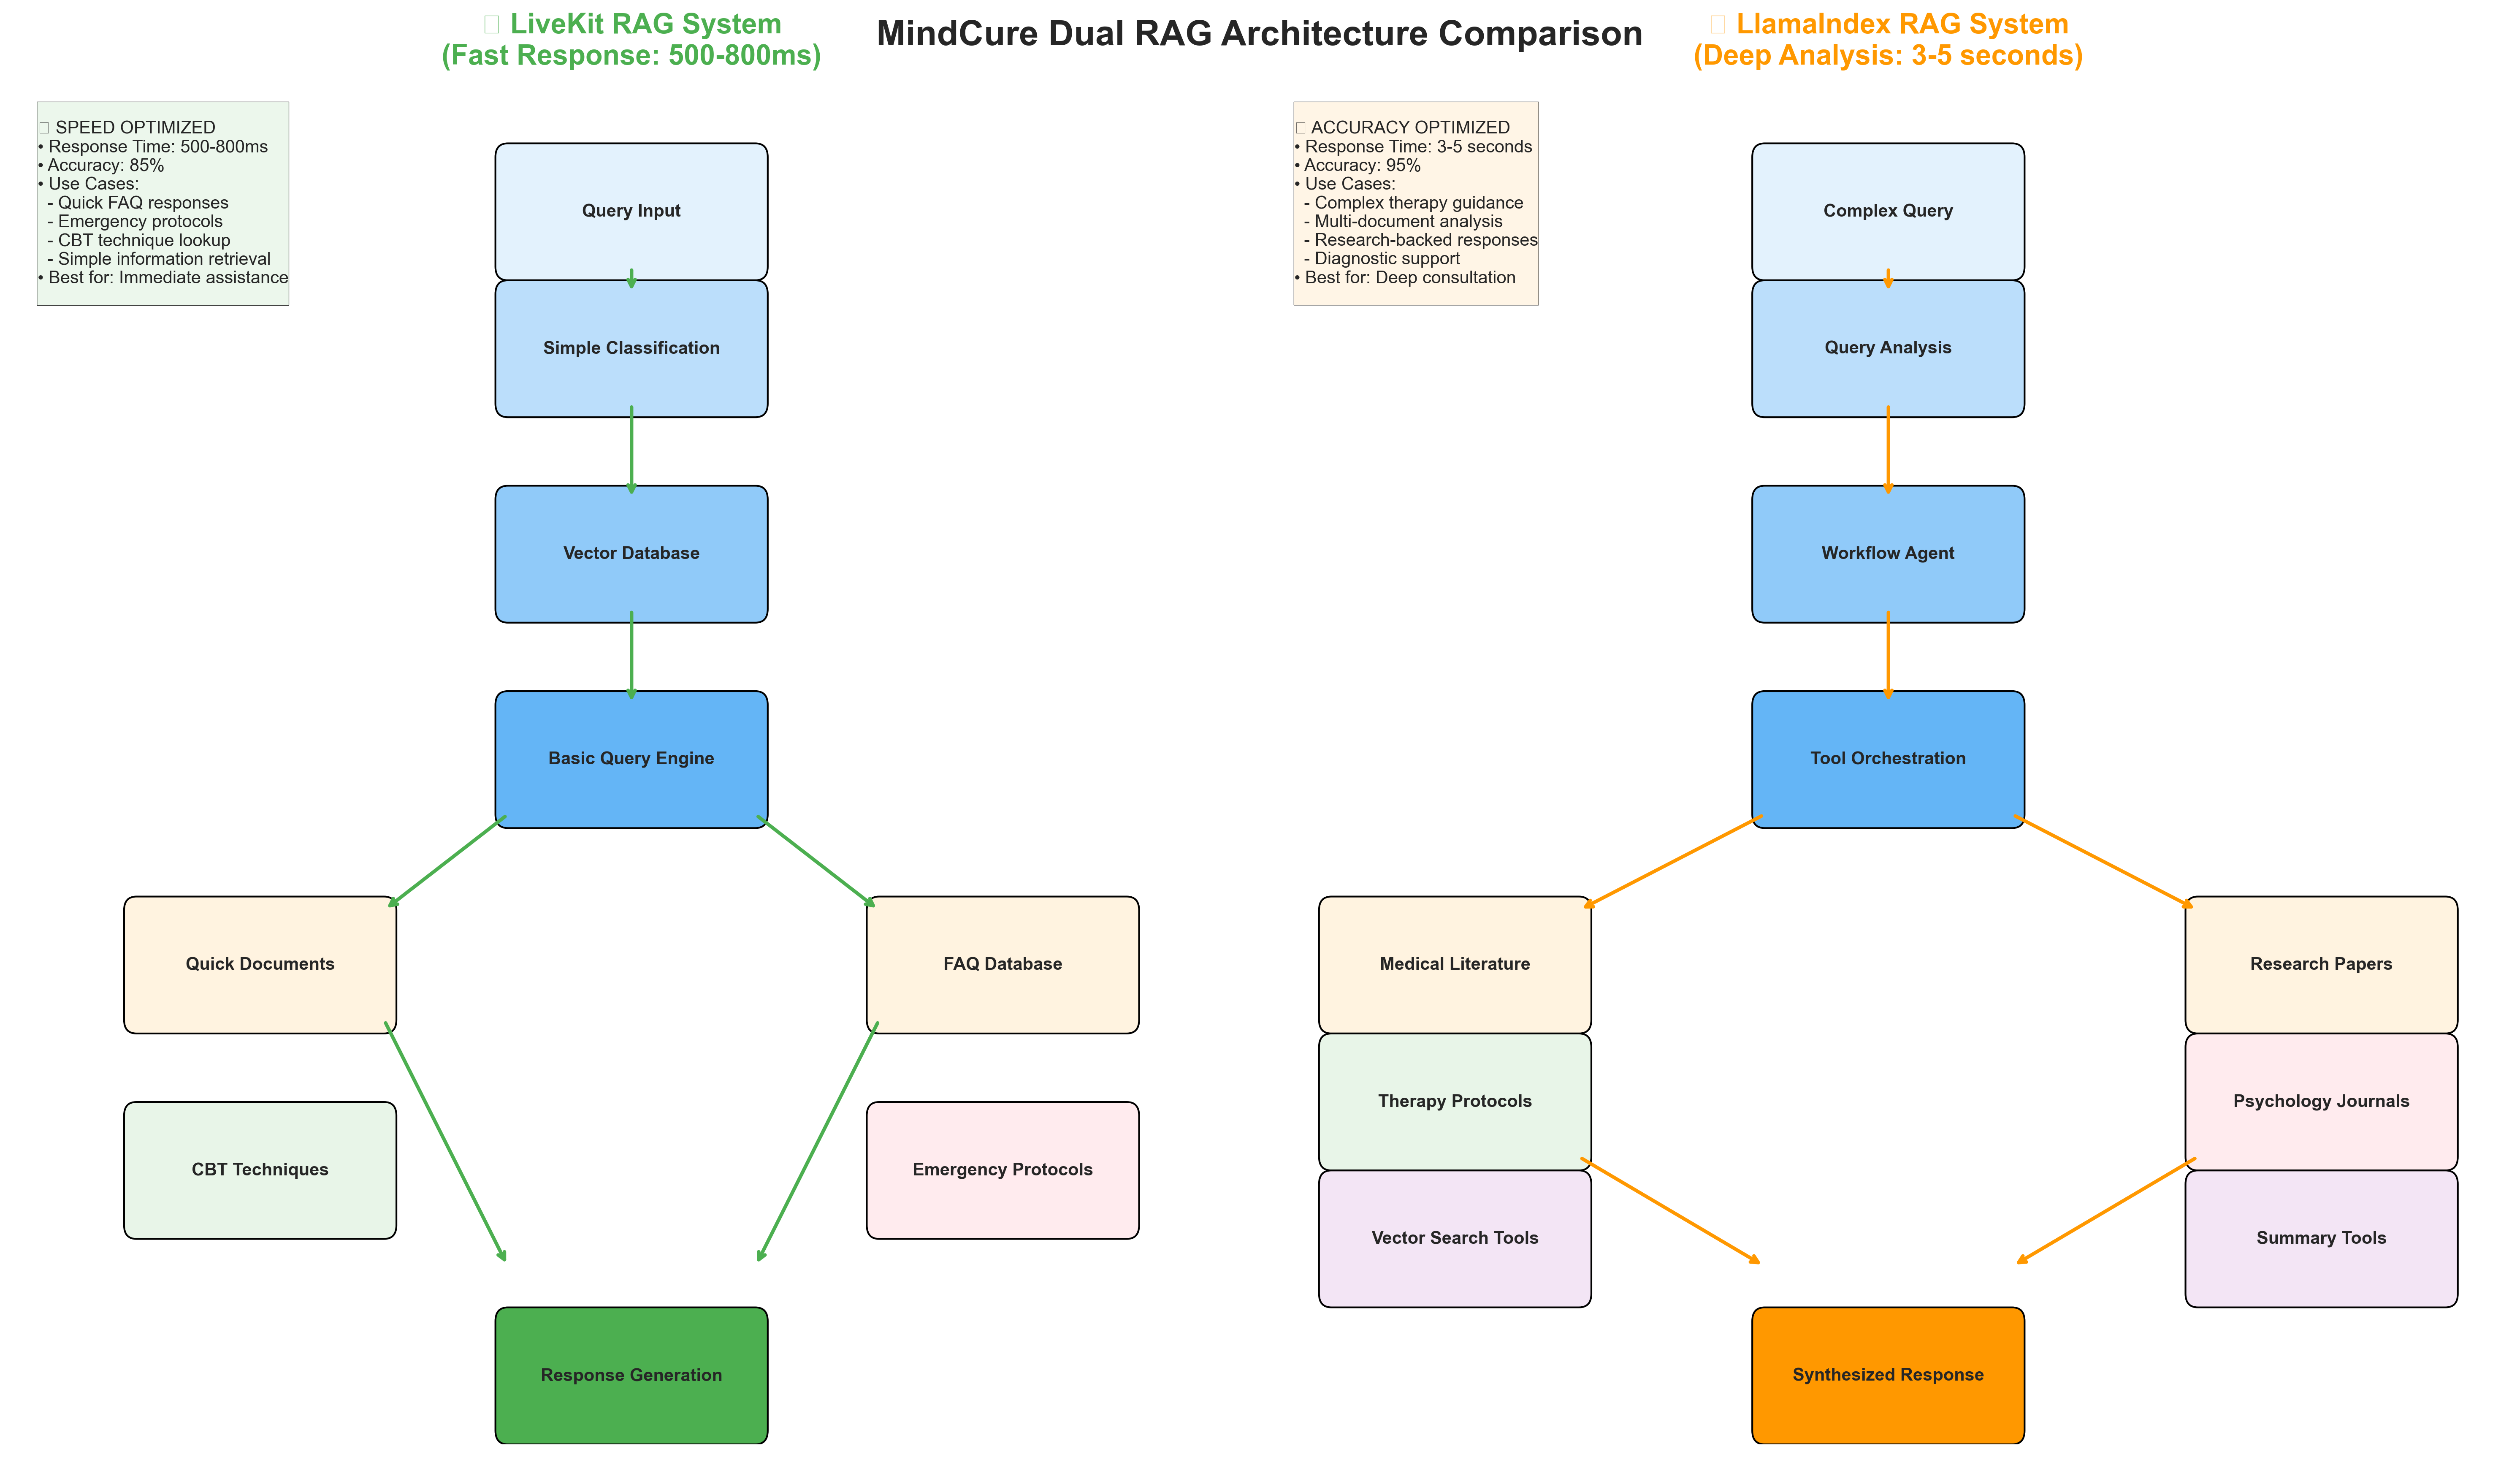 MindCure Dual RAG Architecture Comparison
LiveKit RAG System
(Fast Response: 500-800ms)
SPEED OPTIMIZED
• Response Time: 500-800ms
• Accuracy: 85%
• Use Cases:
- Quick FAQ responses
- Emergency protocols
- CBT technique lookup
- Simple information retrieval
• Best for: Immediate assistance
Query Input
Simple Classification
Vector Database
Basic Query Engine
Quick Documents
FAQ Database
CBT Techniques
Emergency Protocols
Response Generation
LlamaIndex RAG System
(Deep Analysis: 3-5 seconds)
ACCURACY OPTIMIZED
• Response Time: 3-5 seconds
• Accuracy: 95%
• Use Cases:
- Complex therapy guidance
- Multi-document analysis
- Research-backed responses
- Diagnostic support
• Best for: Deep consultation
Complex Query
Query Analysis
Workflow Agent
Tool Orchestration
Medical Literature
Research Papers
Therapy Protocols
Psychology Journals
Vector Search Tools
Summary Tools
Synthesized Response